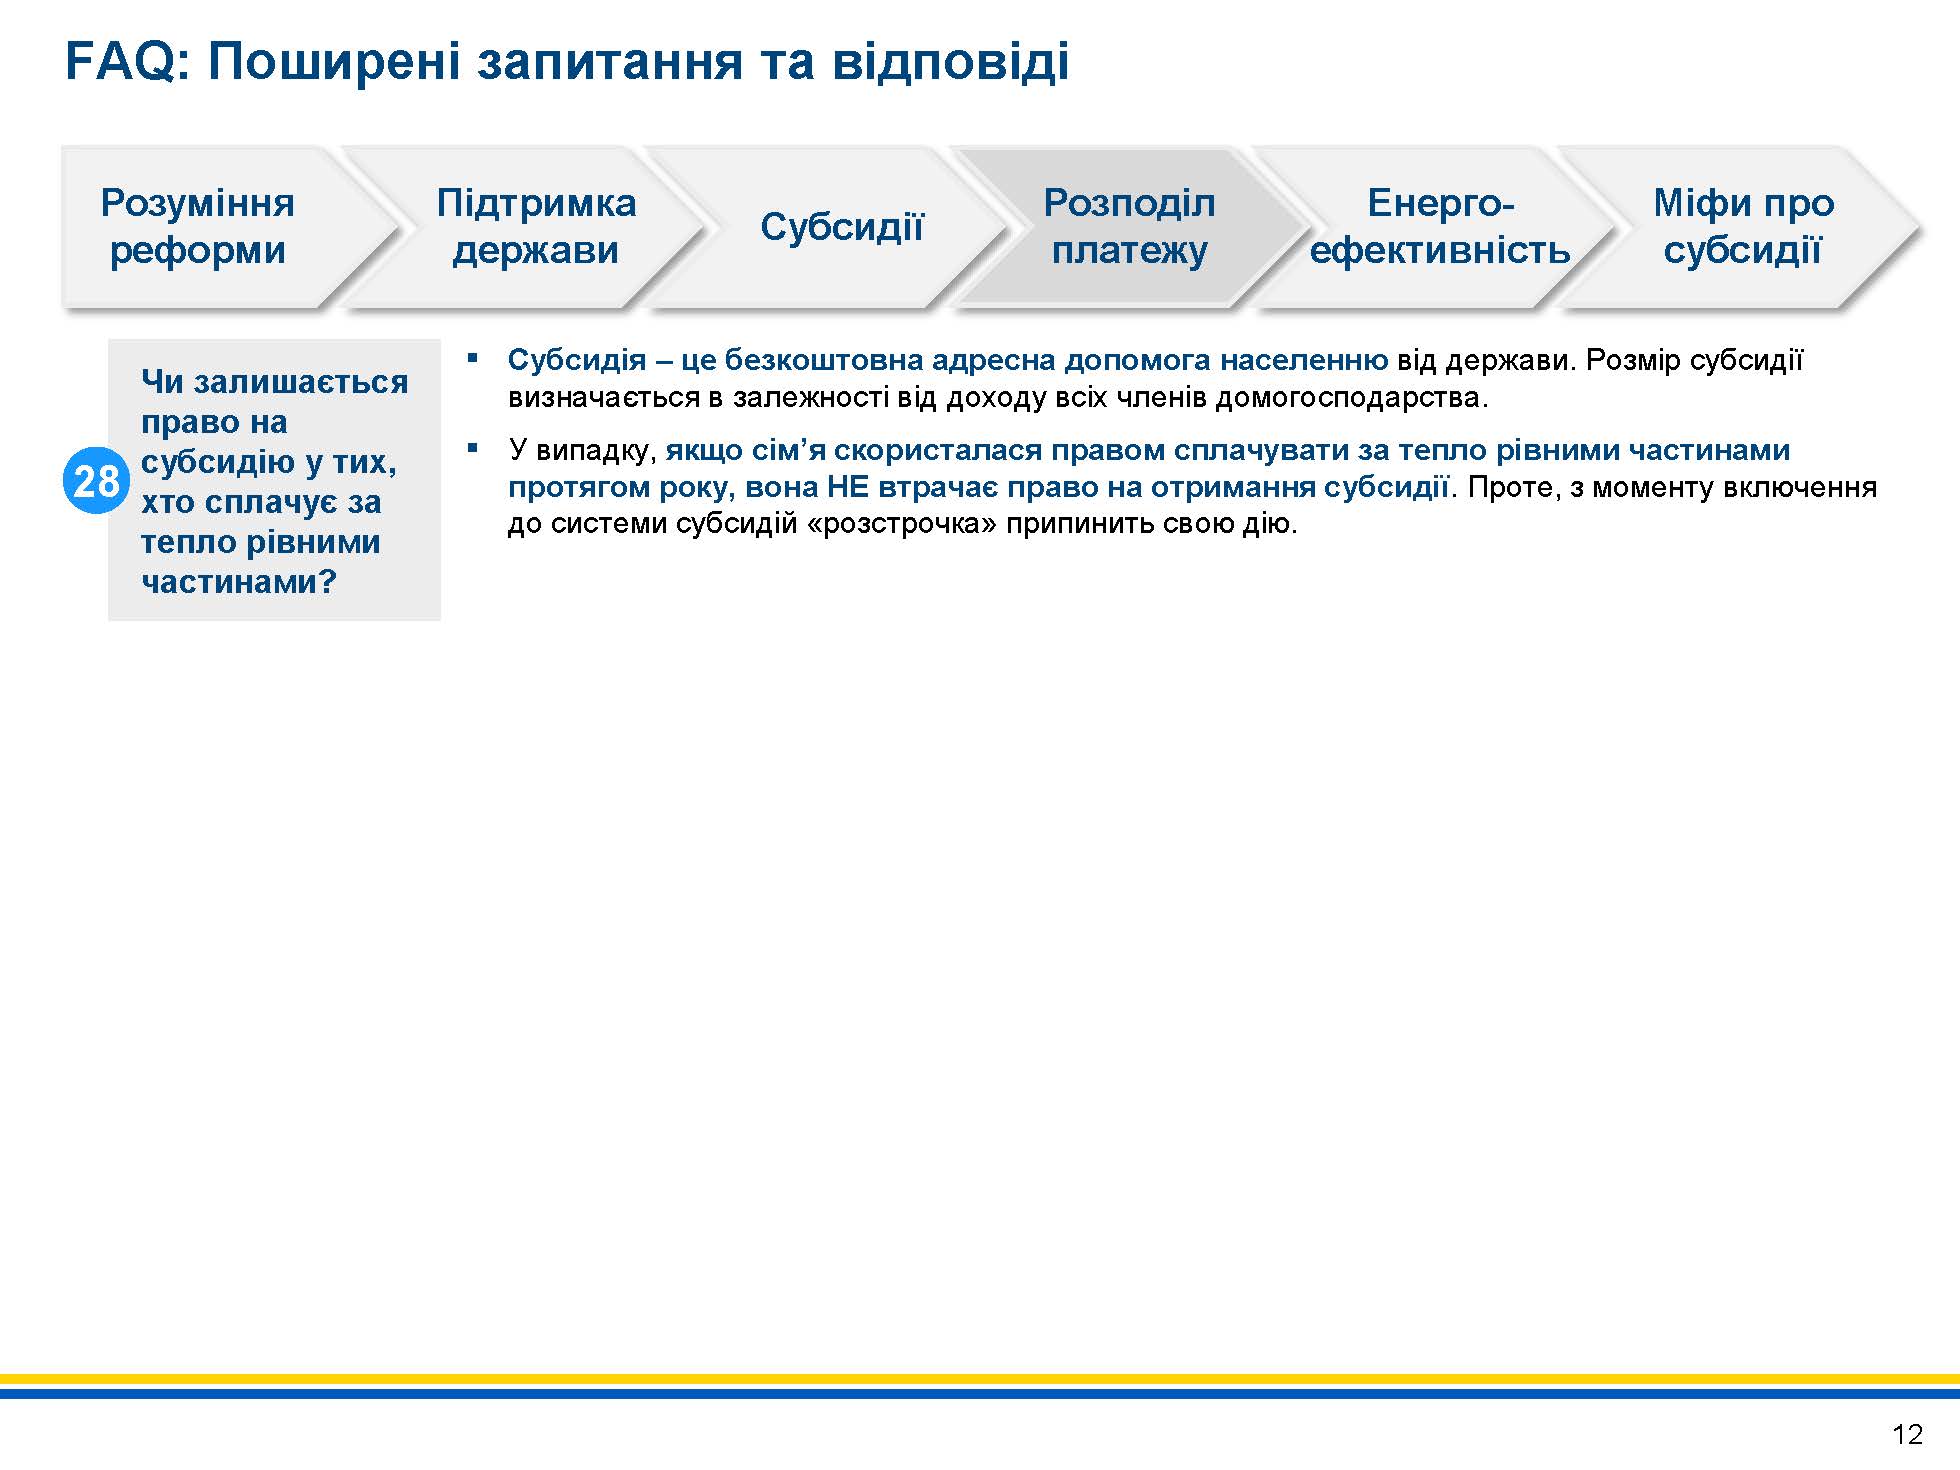 FAQ: Поширені запитання та відповіді
Розуміння
реформи
Підтримка
держави
Субсидії
Розподіл
платежу
Енерго-
ефективність
Міфи про
субсидії
28
Чи залишається
право на
субсидію у тих,
хто сплачує за
тепло рівними
частинами?
▪ Субсидія – це безкоштовна адресна допомога населенню від держави. Розмір субсидії
визначається в залежності від доходу всіх членів домогосподарства.
▪ У випадку, якщо сім’я скористалася правом сплачувати за тепло рівними частинами
протягом року, вона НЕ втрачає право на отримання субсидії. Проте, з моменту включення
до системи субсидій «розстрочка» припинить свою дію.
12